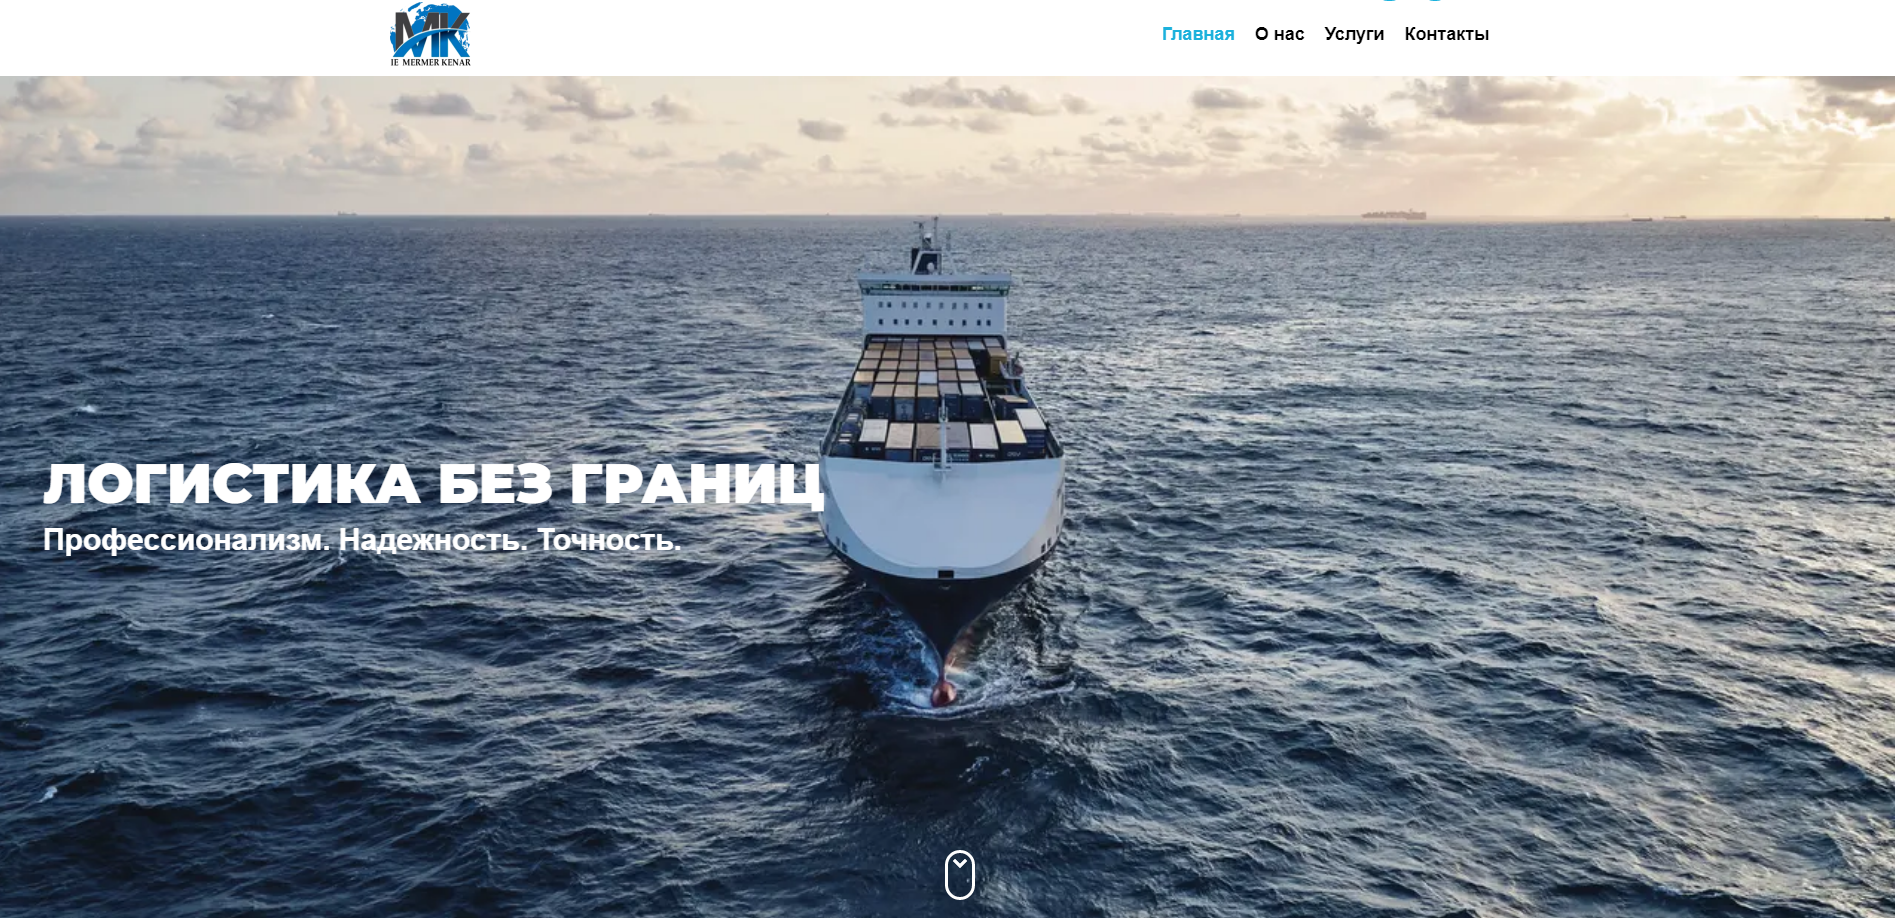 MK
IE MERMER KENAR
Главная О нас Услуги Контакты
ЛОГИСТИКА БЕЗ ГРАНИЦ
Профессионализм. Надежность. Точность.